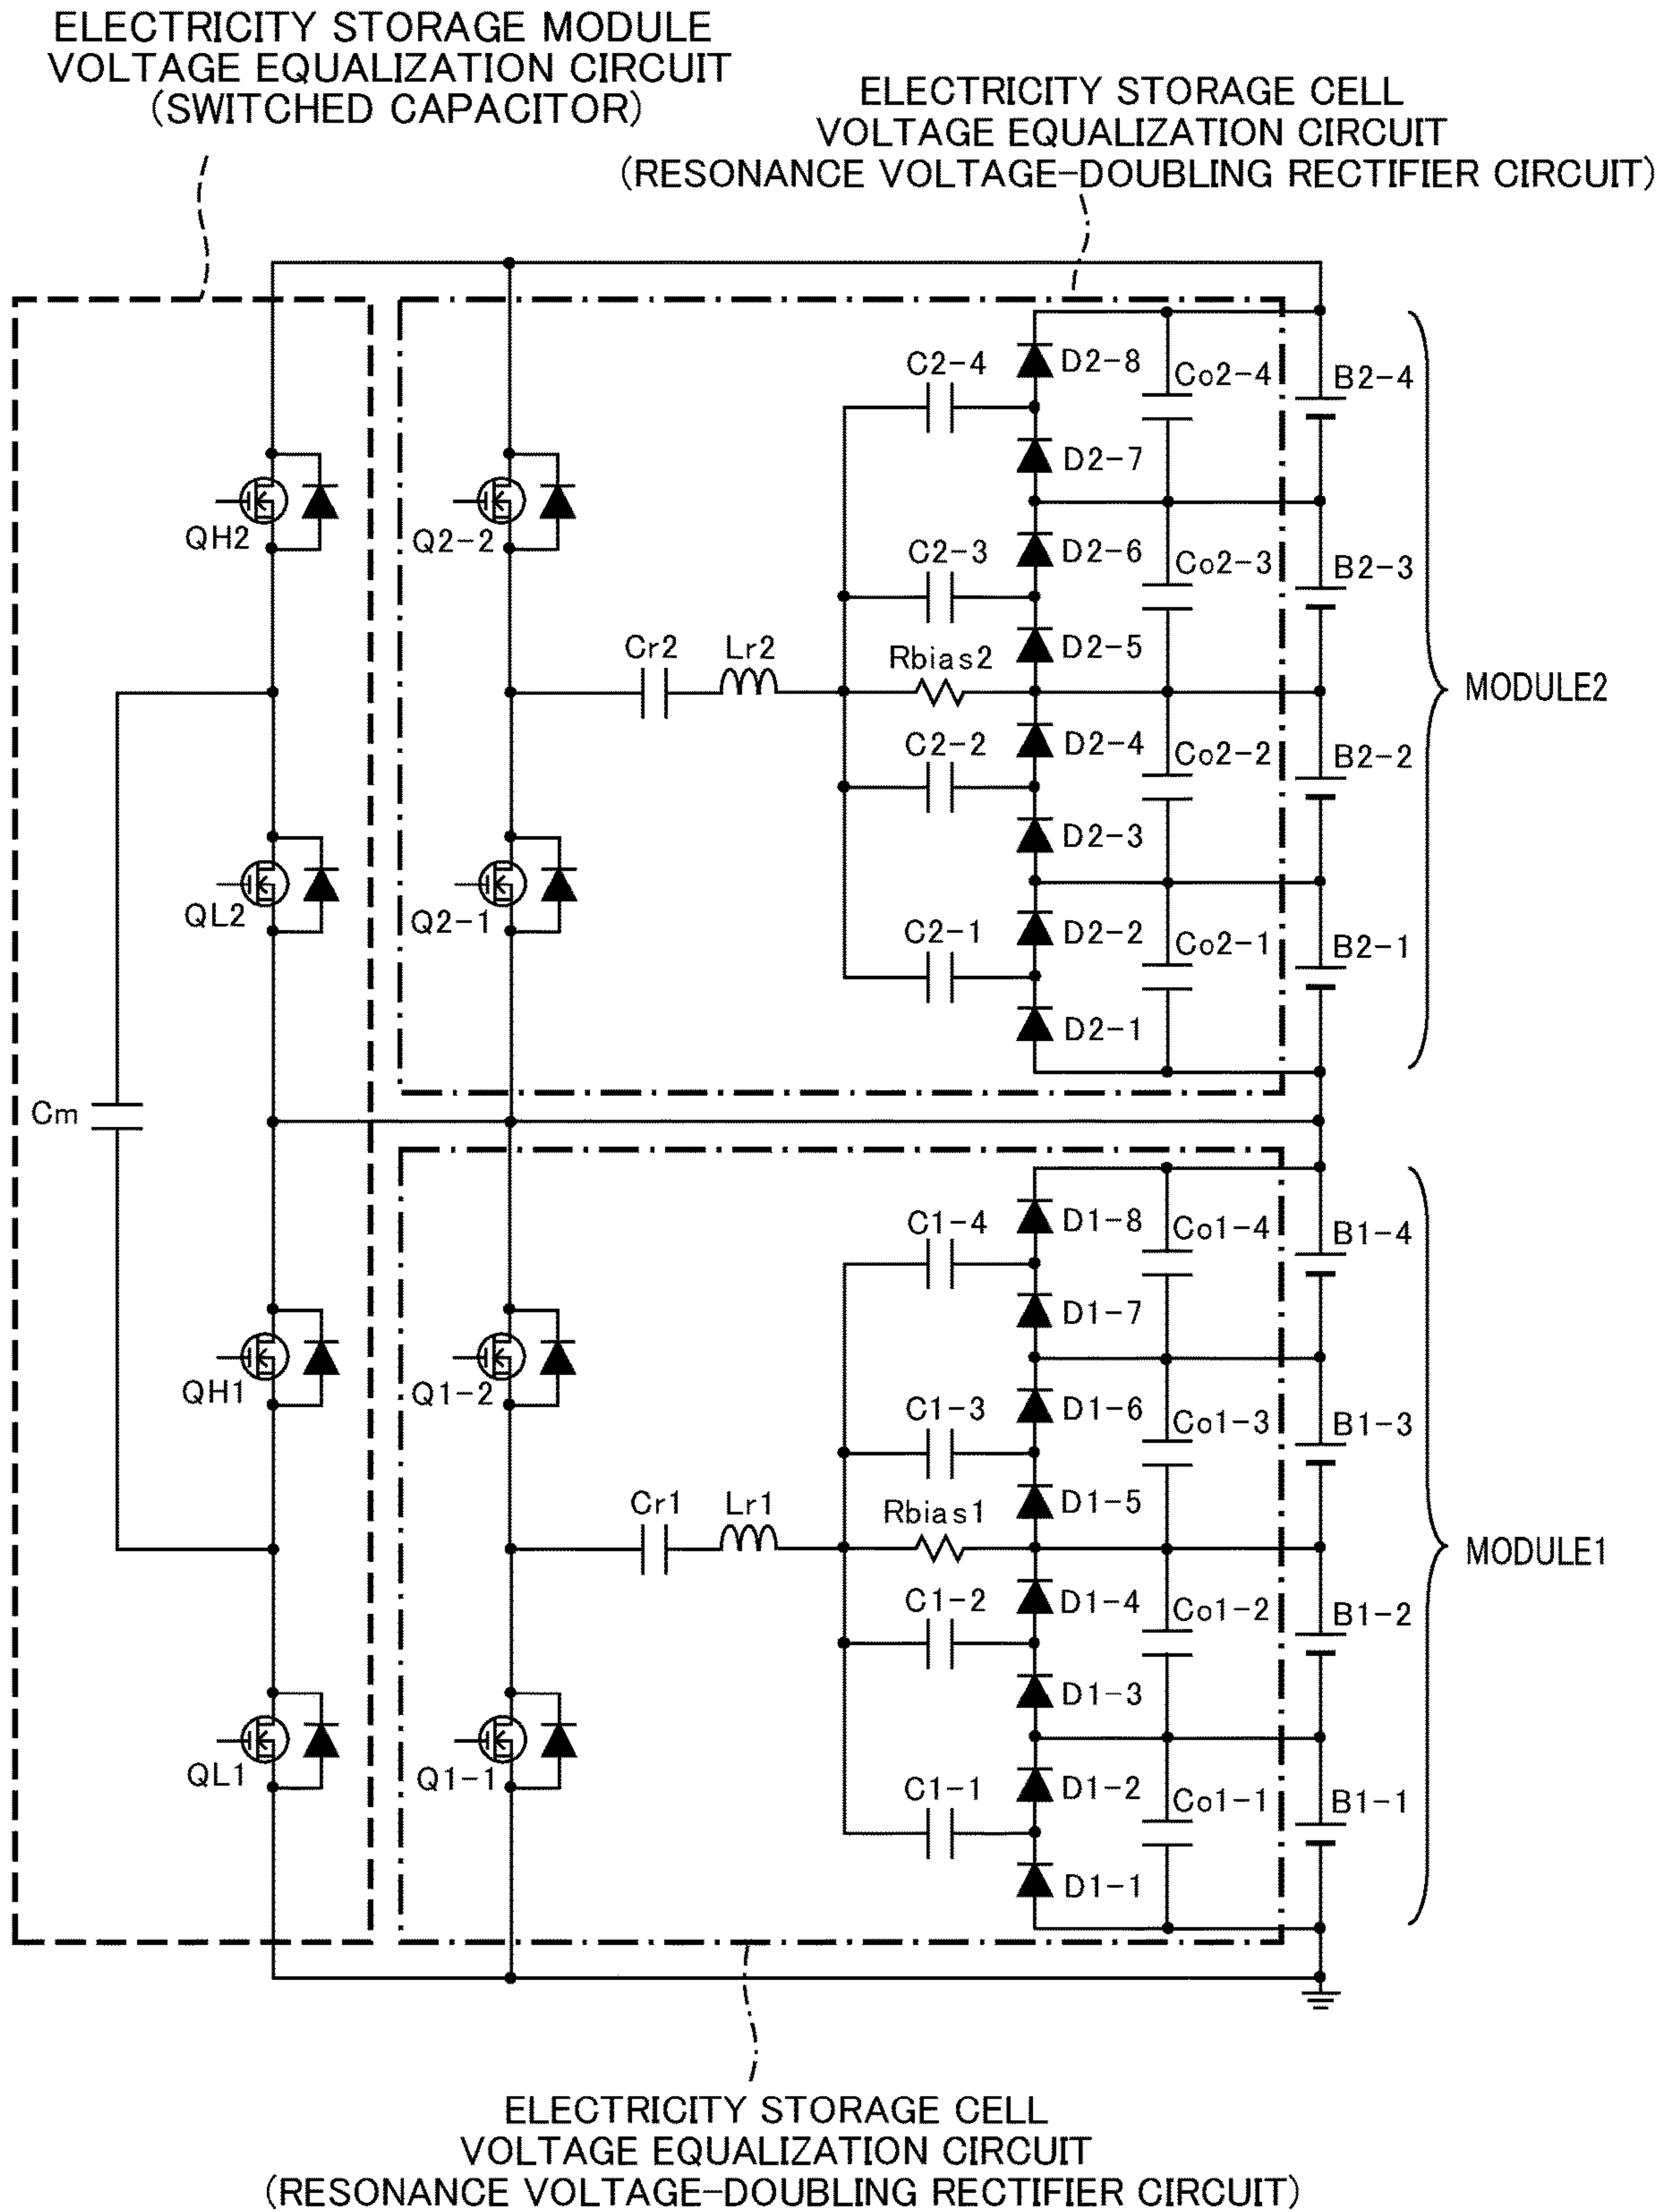 ELECTRICITY STORAGE MODULE
VOLTAGE EQUALIZATION CIRCUIT
(SWITCHED CAPACITOR)
ELECTRICITY STORAGE CELL
VOLTAGE EQUALIZATION CIRCUIT
(RESONANCE VOLTAGE-DOUBLING RECTIFIER CIRCUIT)
C2-4
D2-8
Co2-4
B2-4
D2-7
QH2
Q2-2
C2-3
D2-6
Co2-3
B2-3
Cr2
Lr2
Rbias2
D2-5
MODULE2
C2-2
D2-4
Co2-2
B2-2
D2-3
QL2
Q2-1
C2-1
D2-2
Co2-1
B2-1
D2-1
Cm
C1-4
D1-8
Co1-4
B1-4
D1-7
QH1
Q1-2
C1-3
D1-6
Co1-3
B1-3
Cr1
Lr1
Rbias1
D1-5
MODULE1
C1-2
D1-4
Co1-2
B1-2
D1-3
QL1
Q1-1
C1-1
D1-2
Co1-1
B1-1
D1-1
ELECTRICITY STORAGE CELL
VOLTAGE EQUALIZATION CIRCUIT
(RESONANCE VOLTAGE-DOUBLING RECTIFIER CIRCUIT)